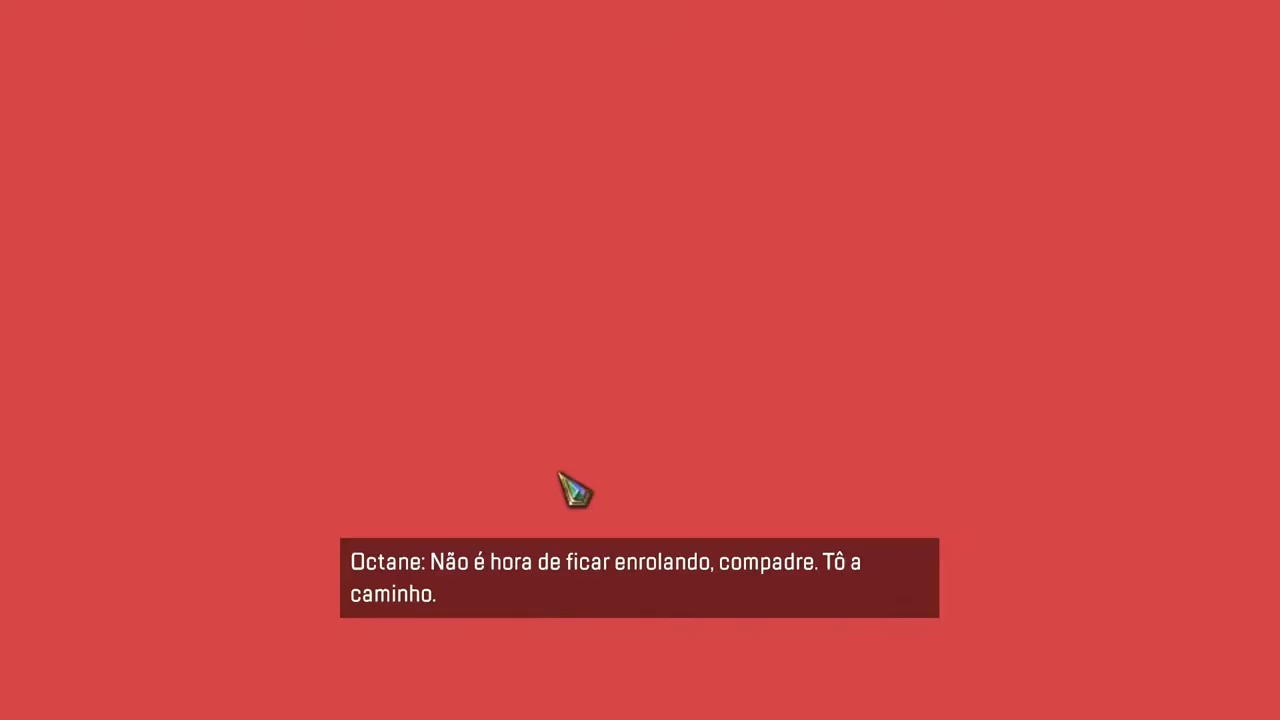 Octane: Não é hora de ficar enrolando, compadre. Tô a
caminho.